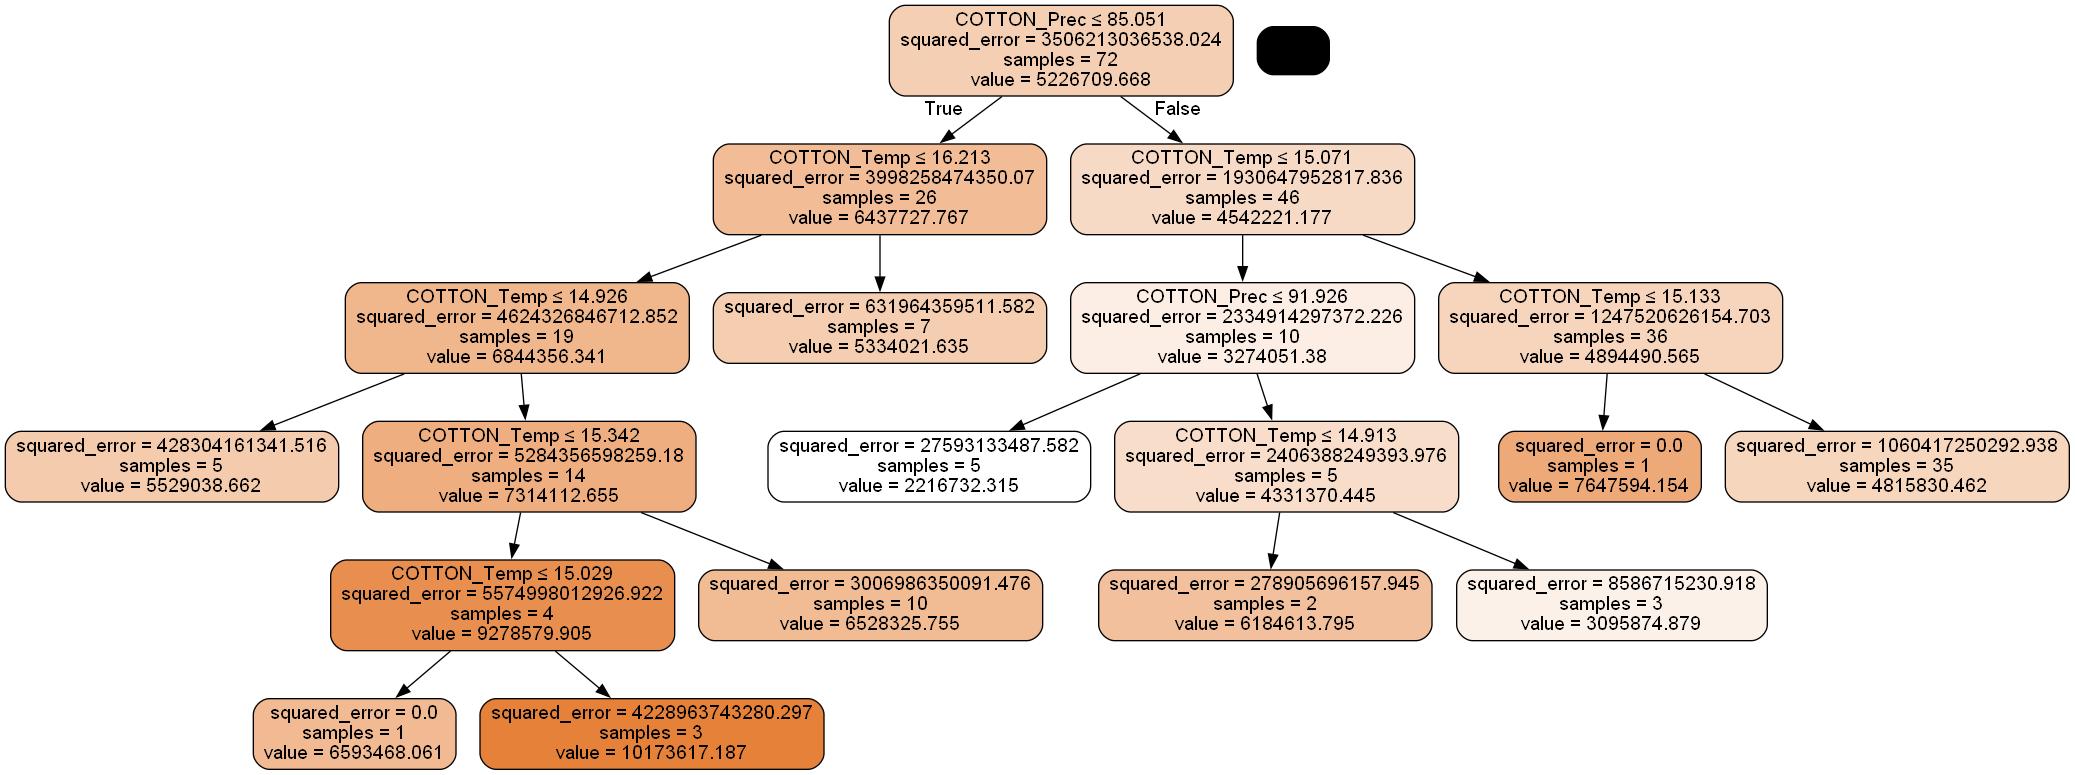 COTTON_Prec ≤ 85.051
squared_error = 3506213036538.024
samples = 72
value = 5226709.668
True
False
COTTON_Temp ≤ 16.213
squared_error = 3998258474350.07
samples = 26
value = 6437727.767
COTTON_Temp ≤ 15.071
squared_error = 1930647952817.836
samples = 46
value = 4542221.177
COTTON_Temp ≤ 14.926
squared_error = 4624326846712.852
samples = 19
value = 6844356.341
squared_error = 631964359511.582
samples = 7
value = 5334021.635
COTTON_Prec ≤ 91.926
squared_error = 2334914297372.226
samples = 10
value = 3274051.38
COTTON_Temp ≤ 15.133
squared_error = 1247520626154.703
samples = 36
value = 4894490.565
squared_error = 428304161341.516
samples = 5
value = 5529038.662
COTTON_Temp ≤ 15.342
squared_error = 5284356598259.18
samples = 14
value = 7314112.655
squared_error = 27593133487.582
samples = 5
value = 2216732.315
COTTON_Temp ≤ 14.913
squared_error = 2406388249393.976
samples = 5
value = 4331370.445
squared_error = 0.0
samples = 1
value = 7647594.154
squared_error = 1060417250292.938
samples = 35
value = 4815830.462
COTTON_Temp ≤ 15.029
squared_error = 5574998012926.922
samples = 4
value = 9278579.905
squared_error = 3006986350091.476
samples = 10
value = 6528325.755
squared_error = 278905696157.945
samples = 2
value = 6184613.795
squared_error = 8586715230.918
samples = 3
value = 3095874.879
squared_error = 0.0
samples = 1
value = 6593468.061
squared_error = 4228963743280.297
samples = 3
value = 10173617.187